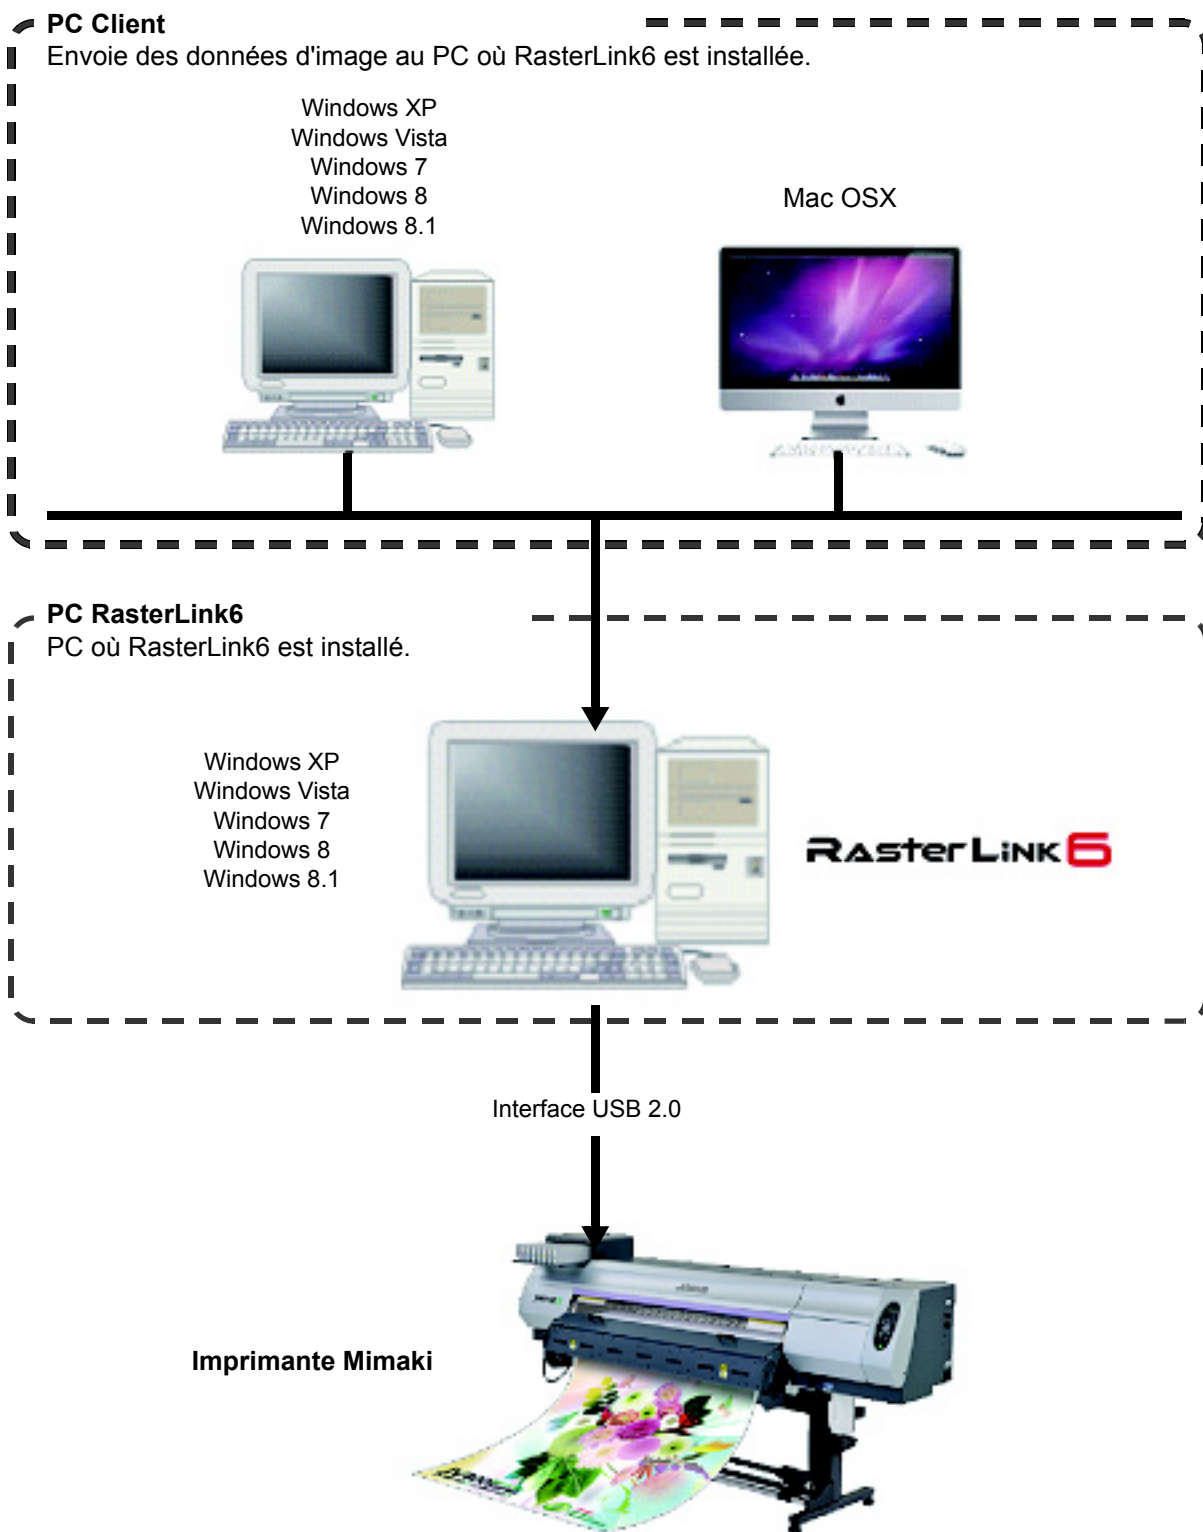 PC Client
Envoie des données d'image au PC où RasterLink6 est installée.
Windows XP
Windows Vista
Windows 7
Windows 8
Windows 8.1
Mac OSX
PC RasterLink6
PC où RasterLink6 est installé.
Windows XP
Windows Vista
Windows 7
Windows 8
Windows 8.1
RASterLINK6
Interface USB 2.0
Imprimante Mimaki